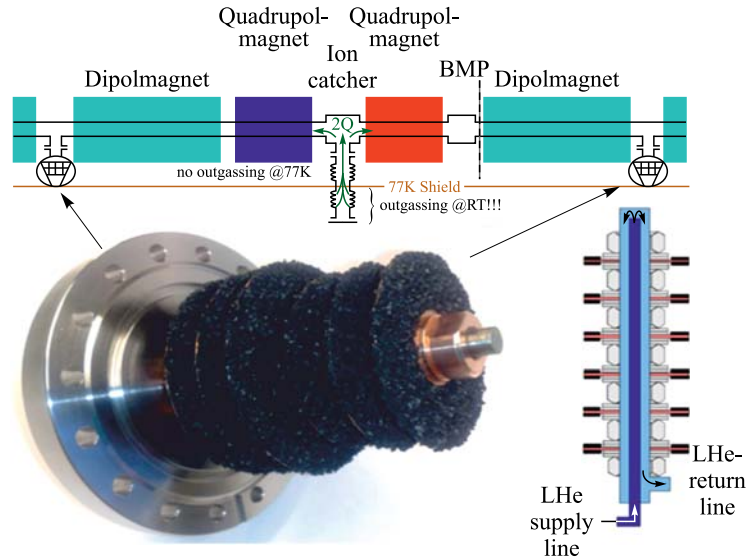 Quadrupol-
magnet
Quadrupol-
magnet
Ion
catcher
Dipolmagnet
BMP
Dipolmagnet
2Q
no outgassing @77K
77K Shield
outgassing @RT!!!
LHe-
return
line
LHe
supply
line